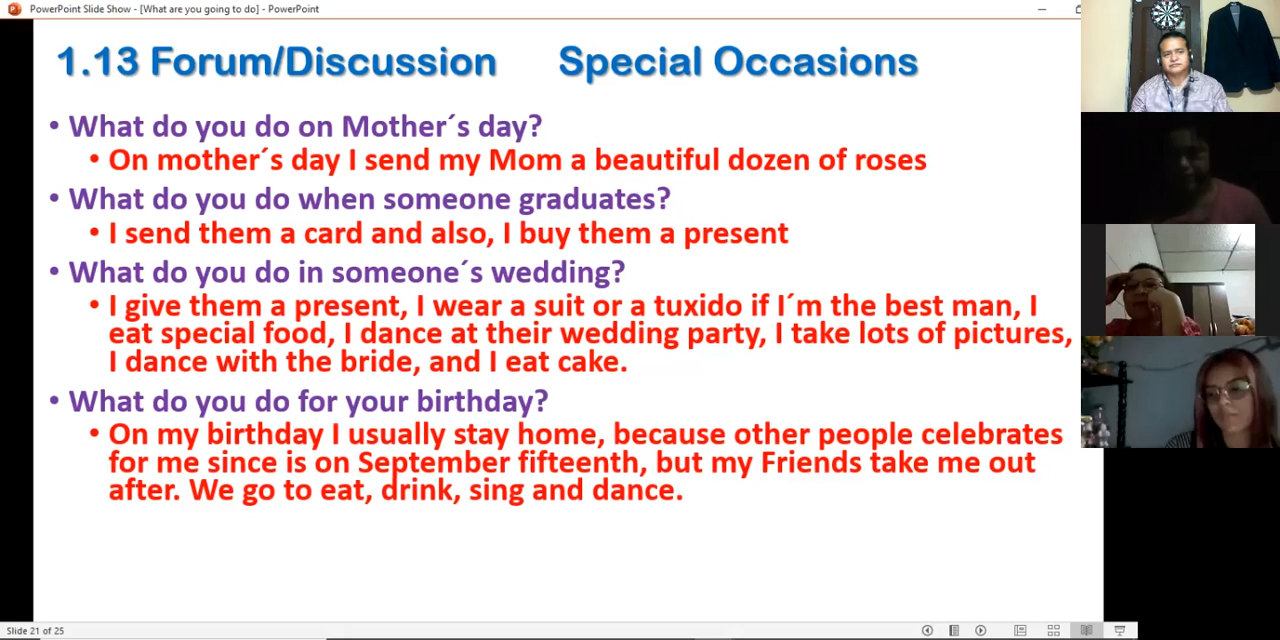 PowerPoint Slide Show - [What are you going to do] - PowerPoint
1.13 Forum/Discussion Special Occasions
• What do you do on Mother´s day?
• On mother´s day I send my Mom a beautiful dozen of roses
• What do you do when someone graduates?
• I send them a card and also, I buy them a present
• What do you do in someone´s wedding?
• I give them a present, I wear a suit or a tuxido if I´m the best man, I
eat special food, I dance at their wedding party, I take lots of pictures,
I dance with the bride, and I eat cake.
• What do you do for your birthday?
• On my birthday I usually stay home, because other people celebrates
for me since is on September fifteenth, but my Friends take me out
after. We go to eat, drink, sing and dance.
Slide 21 of 25